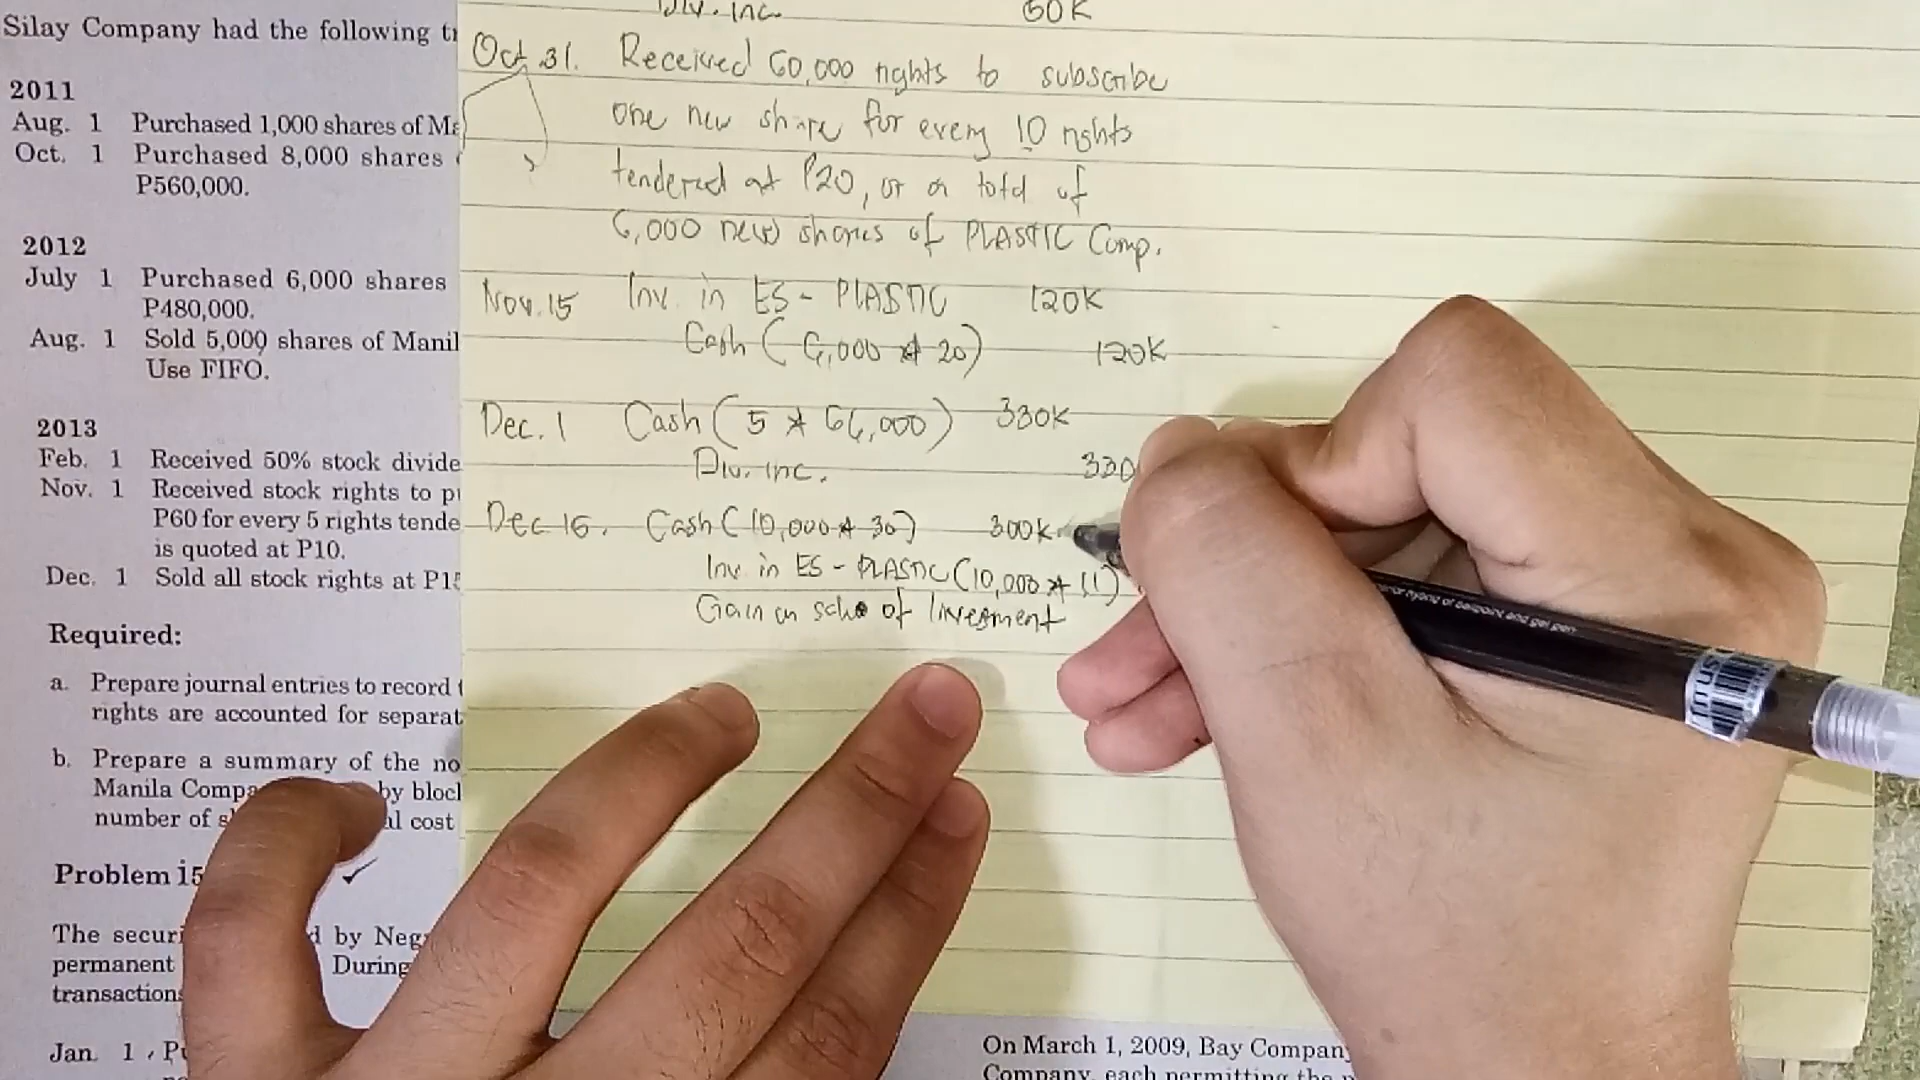 Silay Company had the following
2011
Aug. 1 Purchased 1,000 shares of
Oct. 1 Purchased 8,000 shares
P560,000.
2012
July 1 Purchased 6,000 shares
P480,000.
Aug. 1 Sold 5,000 shares of Manil
Use FIFO.
2013
Feb. 1 Received 50% stock divide
Nov. 1 Received stock rights to
P60 for every 5 rights tende
is quoted at P10.
Dec. 1 Sold all stock rights at
Required:
a. Prepare journal entries to record
rights are accounted for separat
b. Prepare a summary of the no
Manila Compa by bloc
number of al cost
Problem 15
The securi d by Neg
permanent During
transactions
Jan. 1
Div. Inc. 60K
Oct 31. Received 60,000 rights to subscribe
one new share for every 10 rights
tendered at P20, or a total of
6,000 new shares of PLASTIC Comp.
Nov. 15 Inv. in ES - PLASTIC 120K
Cash (6,000 * 20) 120K
Dec. 1 Cash (5 * 66,000) 330K
Div. Inc. 330
Dec 15. Cash (10,000 * 30) 300K
Inv in ES - PLASTIC (10,000 * 11)
Gain on sale of Investment
On March 1, 2009, Bay Company
Company, each permitting the